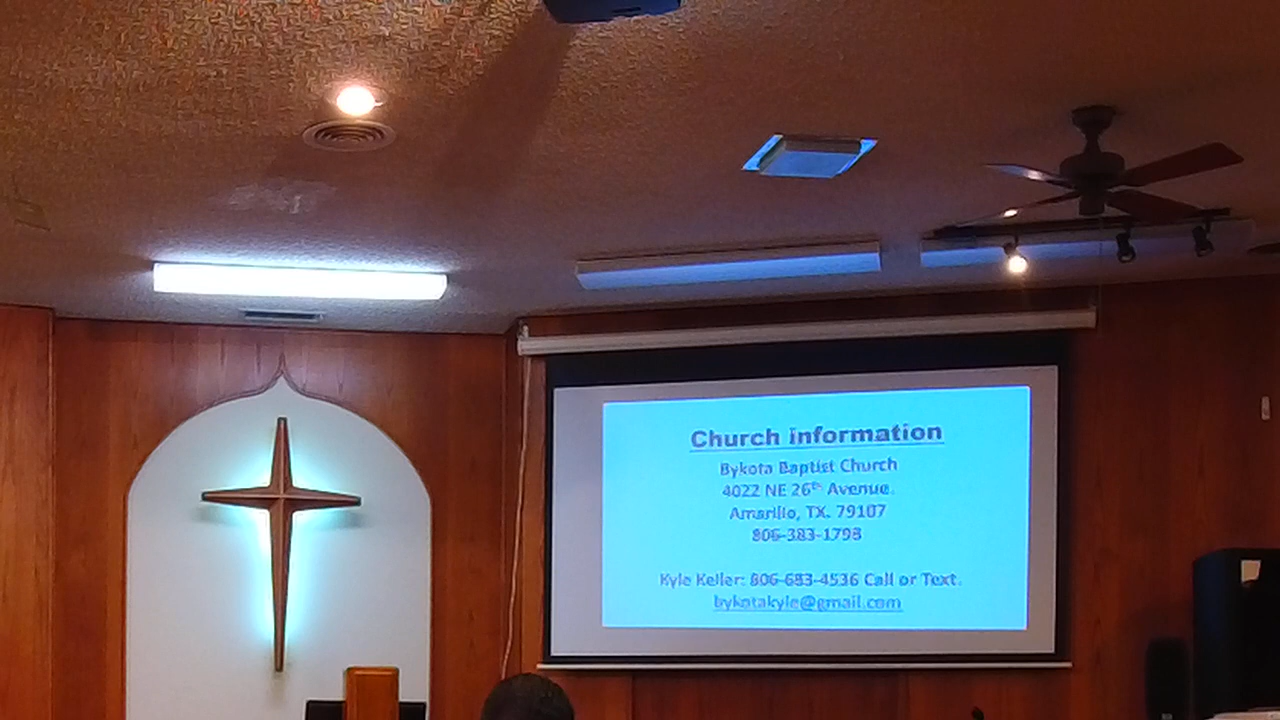 Church Information
Bykota Baptist Church
4022 NE 26th Avenue.
Amarillo, TX. 79107
806-383-1798
Kyle Keller: 806-683-4536 Call or Text.
bykotakyle@gmail.com